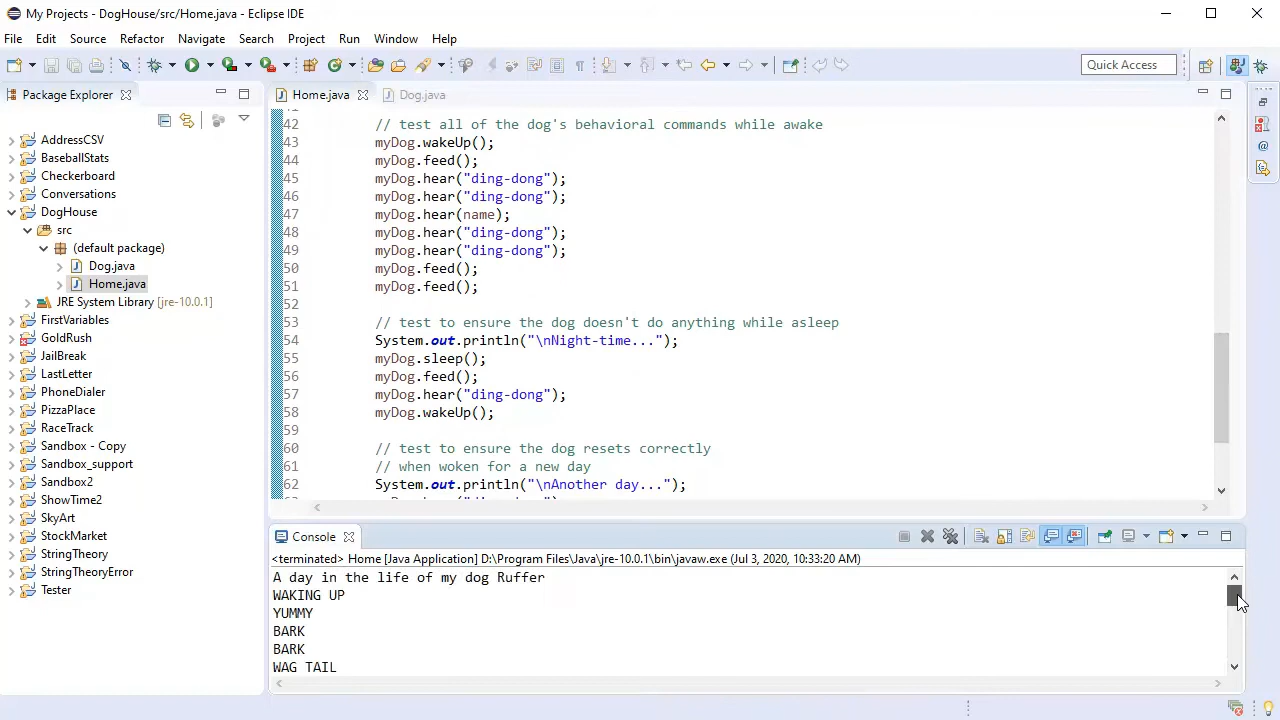 My Projects - DogHouse/src/Home.java - Eclipse IDE
File Edit Source Refactor Navigate Search Project Run Window Help
Quick Access
Package Explorer
AddressCSV
BaseballStats
Checkerboard
Conversations
DogHouse
src
(default package)
Dog.java
Home.java
JRE System Library [jre-10.0.1]
FirstVariables
GoldRush
JailBreak
LastLetter
PhoneDialer
PizzaPlace
RaceTrack
Sandbox - Copy
Sandbox_support
Sandbox2
ShowTime2
SkyArt
StockMarket
StringTheory
StringTheoryError
Tester
Home.java Dog.java
42 // test all of the dog's behavioral commands while awake
43 myDog.wakeUp();
44 myDog.feed();
45 myDog.hear("ding-dong");
46 myDog.hear("ding-dong");
47 myDog.hear(name);
48 myDog.hear("ding-dong");
49 myDog.hear("ding-dong");
50 myDog.feed();
51 myDog.feed();
52
53 // test to ensure the dog doesn't do anything while asleep
54 System.out.println("\nNight-time...");
55 myDog.sleep();
56 myDog.feed();
57 myDog.hear("ding-dong");
58 myDog.wakeUp();
59
60 // test to ensure the dog resets correctly
61 // when woken for a new day
62 System.out.println("\nAnother day...");
Console
<terminated> Home [Java Application] D:\Program Files\Java\jre-10.0.1\bin\javaw.exe (Jul 3, 2020, 10:33:20 AM)
A day in the life of my dog Ruffer
WAKING UP
YUMMY
BARK
BARK
WAG TAIL